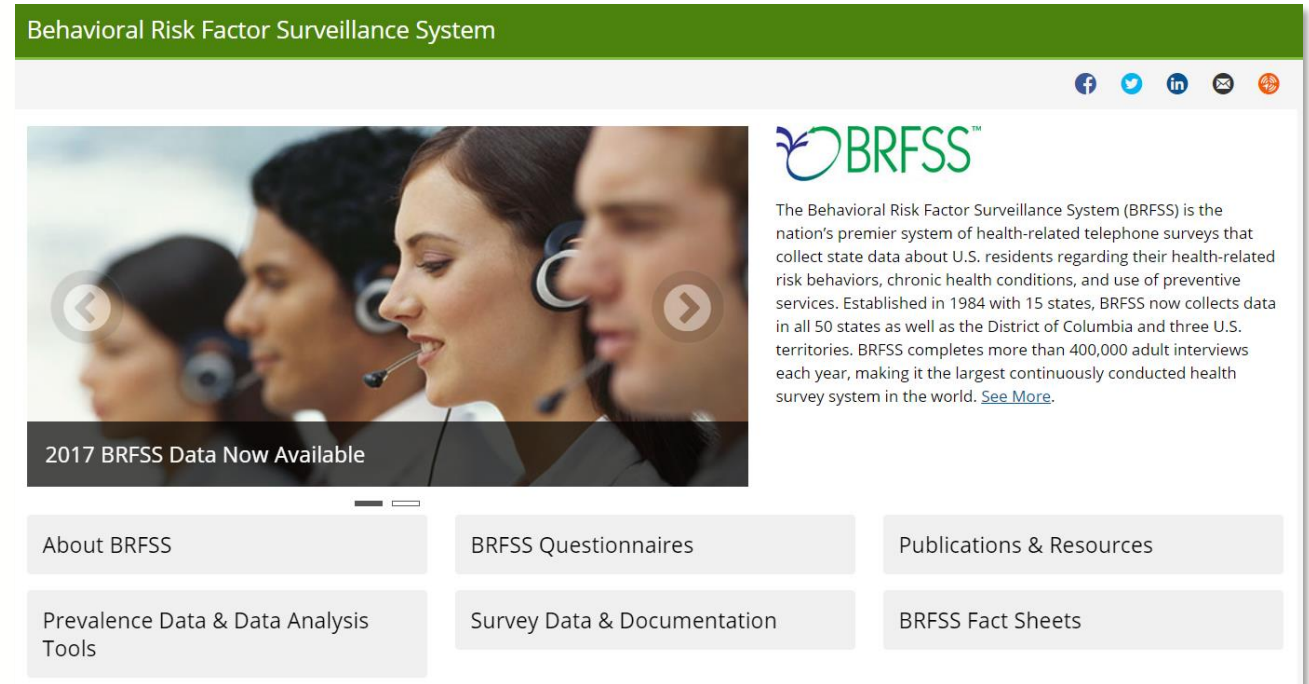 Behavioral Risk Factor Surveillance System
BRFSS™
The Behavioral Risk Factor Surveillance System (BRFSS) is the
nation's premier system of health-related telephone surveys that
collect state data about U.S. residents regarding their health-related
risk behaviors, chronic health conditions, and use of preventive
services. Established in 1984 with 15 states, BRFSS now collects data
in all 50 states as well as the District of Columbia and three U.S.
territories. BRFSS completes more than 400,000 adult interviews
each year, making it the largest continuously conducted health
survey system in the world. See More.
2017 BRFSS Data Now Available
About BRFSS
BRFSS Questionnaires
Publications & Resources
Prevalence Data & Data Analysis
Tools
Survey Data & Documentation
BRFSS Fact Sheets